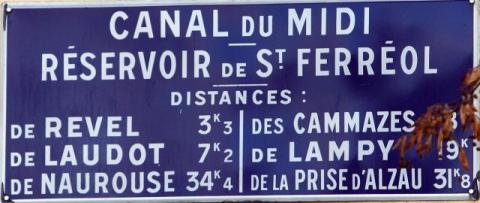 CANAL DU MIDI
RÉSERVOIR DE ST FERRÉOL
DISTANCES :
DE REVEL 3K3
DE LAUDOT 7K2
DE NAUROUSE 34K4
DES CAMMAZES
DE LAMPY
DE LA PRISE D'ALZAU 31K8